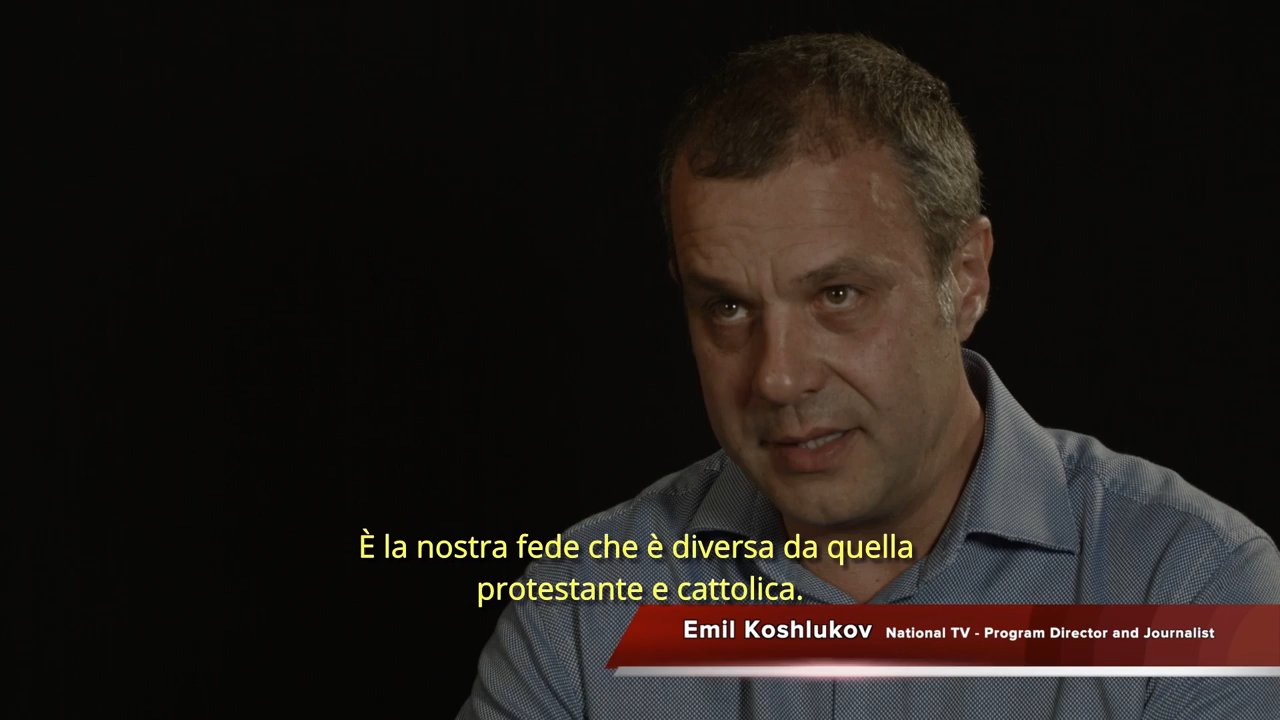 È la nostra fede che è diversa da quella
protestante e cattolica.
Emil Koshlukov National TV - Program Director and Journalist